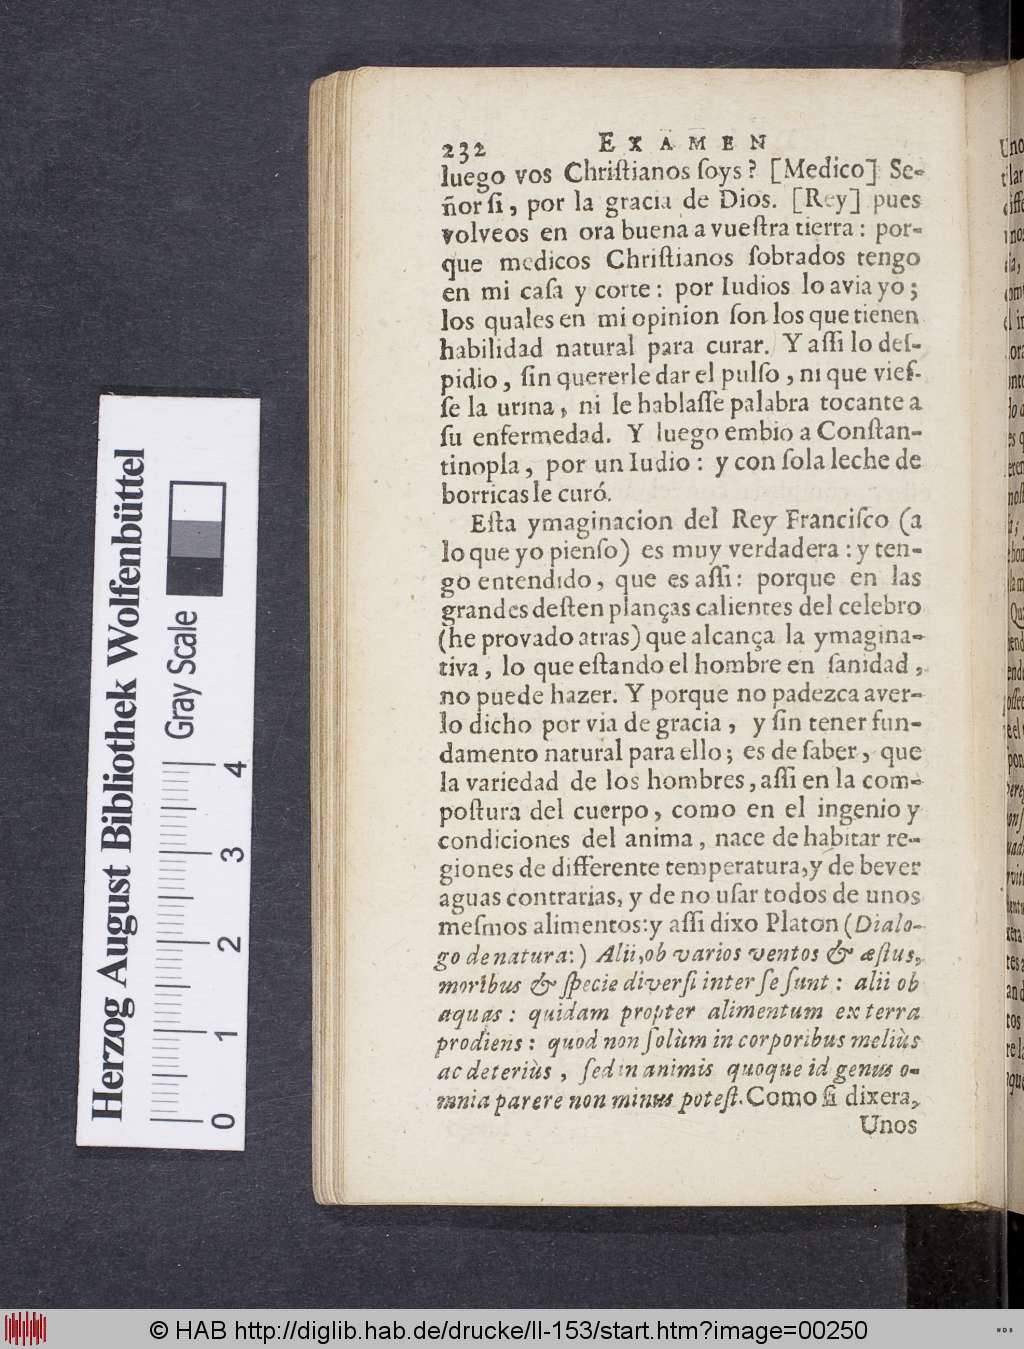 232 EXAMEN
luego vos Chriſtianos ſoys? [Medico] Se-
ñor ſi, por la gracia de Dios. [Rey] pues
volveos en ora buena a vueſtra tierra: por-
que medicos Chriſtianos ſobrados tengo
en mi caſa y corte: por Iudios lo avia yo;
los quales en mi opinion ſon los que tienen
habilidad natural para curar. Y aſſi lo deſ-
pidio, ſin quererle dar el pulſo, ni que vieſ-
ſe la urina, ni le hablaſſe palabra tocante a
ſu enfermedad. Y luego embio a Conſtan-
tinopla, por un Iudio: y con ſola leche de
borricas le curó.
Eſta ymaginacion del Rey Franciſco (a
lo que yo pienſo) es muy verdadera: y ten-
go entendido, que es aſſi: porque en las
grandes deſten planças calientes del celebro
(he provado atras) que alcança la ymagina-
tiva, lo que eſtando el hombre en ſanidad,
no puede hazer. Y porque no padezca aver-
lo dicho por via de gracia, y ſin tener fun-
damento natural para ello; es de ſaber, que
la variedad de los hombres, aſſi en la com-
poſtura del cuerpo, como en el ingenio y
condiciones del anima, nace de habitar re-
giones de differente temperatura, y de bever
aguas contrarias, y de no uſar todos de unos
meſmos alimentos: y aſſi dixo Platon (Dialo-
go de natura:) Alii, ob varios ventos & æſtus,
moribus & ſpecie diverſi inter ſe ſunt: alii ob
aquas: quidam propter alimentum ex terra
prodiens: quod non ſolùm in corporibus meliùs
ac deteriùs, ſed in animis quoque id genus o-
mnia parere non minus poteſt. Como ſi dixera,
Unos
Herzog August Bibliothek Wolfenbüttel
Gray Scale
0 1 2 3 4
© HAB http://diglib.hab.de/drucke/ll-153/start.htm?image=00250